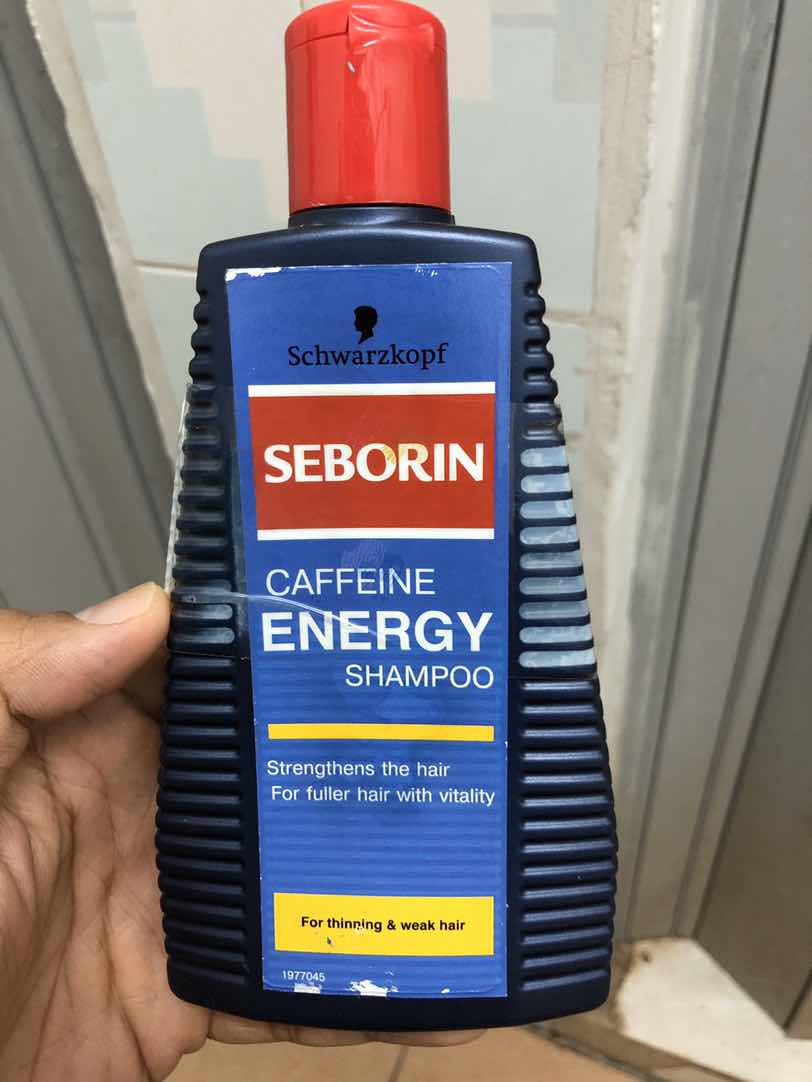 Schwarzkopf
SEBORIN
CAFFEINE
ENERGY
SHAMPOO
Strengthens the hair
For fuller hair with vitality
For thinning & weak hair
1977045